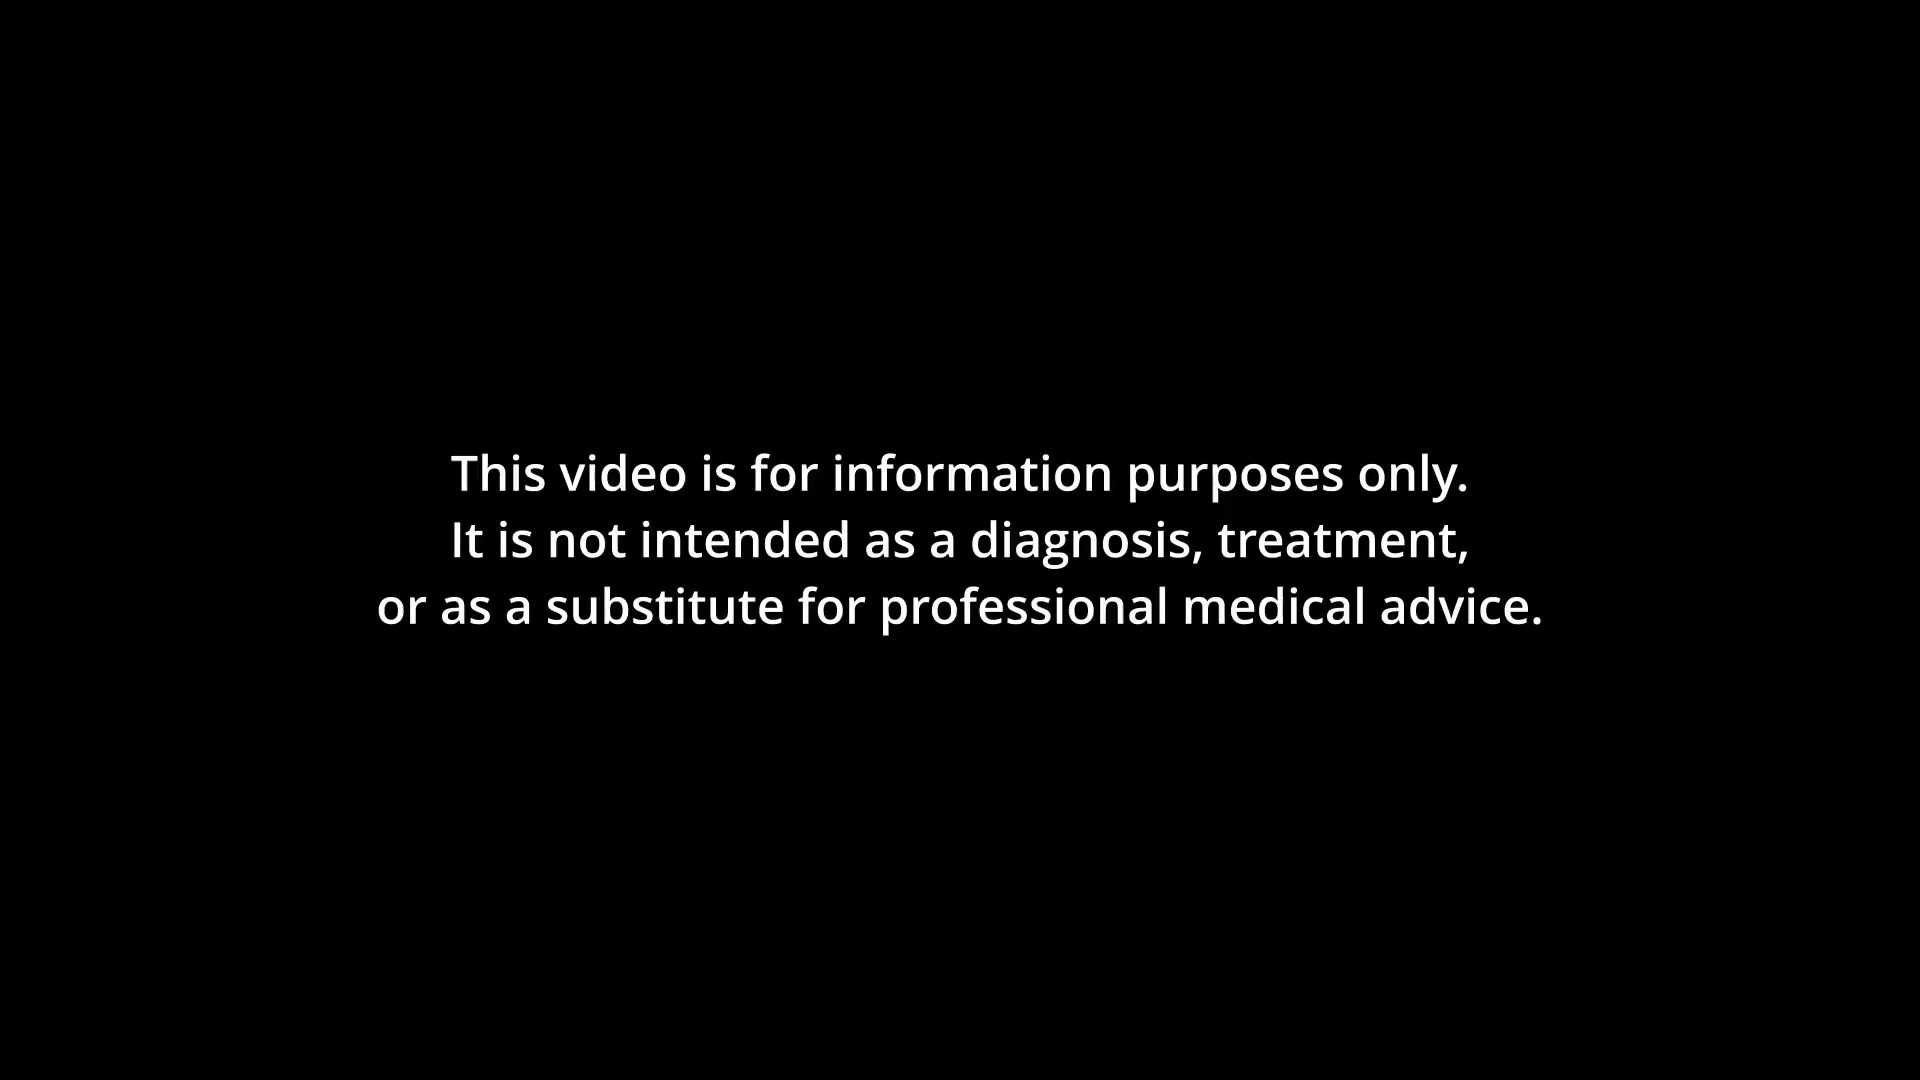 This video is for information purposes only.
It is not intended as a diagnosis, treatment,
or as a substitute for professional medical advice.